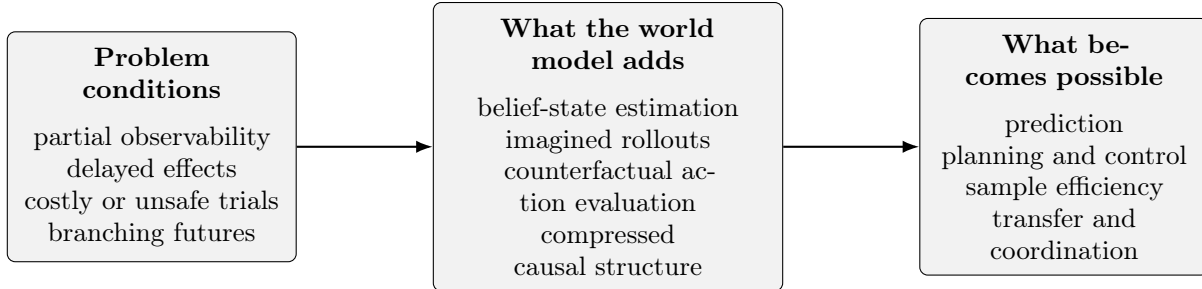 Problem
conditions
partial observability
delayed effects
costly or unsafe trials
branching futures
What the world
model adds
belief-state estimation
imagined rollouts
counterfactual ac-
tion evaluation
compressed
causal structure
What be-
comes possible
prediction
planning and control
sample efficiency
transfer and
coordination